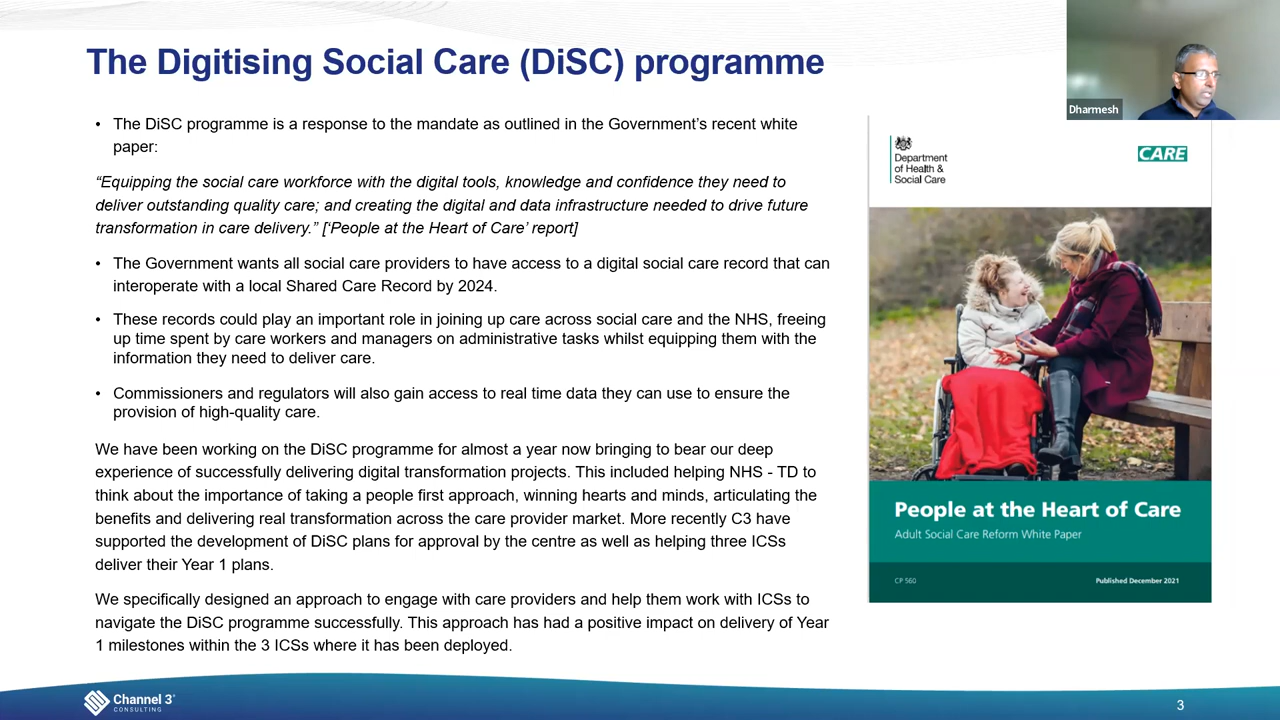 The Digitising Social Care (DiSC) programme
Dharmesh
• The DiSC programme is a response to the mandate as outlined in the Government’s recent white
paper:
“Equipping the social care workforce with the digital tools, knowledge and confidence they need to
deliver outstanding quality care; and creating the digital and data infrastructure needed to drive future
transformation in care delivery.” [‘People at the Heart of Care’ report]
• The Government wants all social care providers to have access to a digital social care record that can
interoperate with a local Shared Care Record by 2024.
• These records could play an important role in joining up care across social care and the NHS, freeing
up time spent by care workers and managers on administrative tasks whilst equipping them with the
information they need to deliver care.
• Commissioners and regulators will also gain access to real time data they can use to ensure the
provision of high-quality care.
We have been working on the DiSC programme for almost a year now bringing to bear our deep
experience of successfully delivering digital transformation projects. This included helping NHS - TD to
think about the importance of taking a people first approach, winning hearts and minds, articulating the
benefits and delivering real transformation across the care provider market. More recently C3 have
supported the development of DiSC plans for approval by the centre as well as helping three ICSs
deliver their Year 1 plans.
We specifically designed an approach to engage with care providers and help them work with ICSs to
navigate the DiSC programme successfully. This approach has had a positive impact on delivery of Year
1 milestones within the 3 ICSs where it has been deployed.
Department
of Health &
Social Care
CARE
People at the Heart of Care
Adult Social Care Reform White Paper
CP 560
Published December 2021
Channel 3
CONSULTING
3